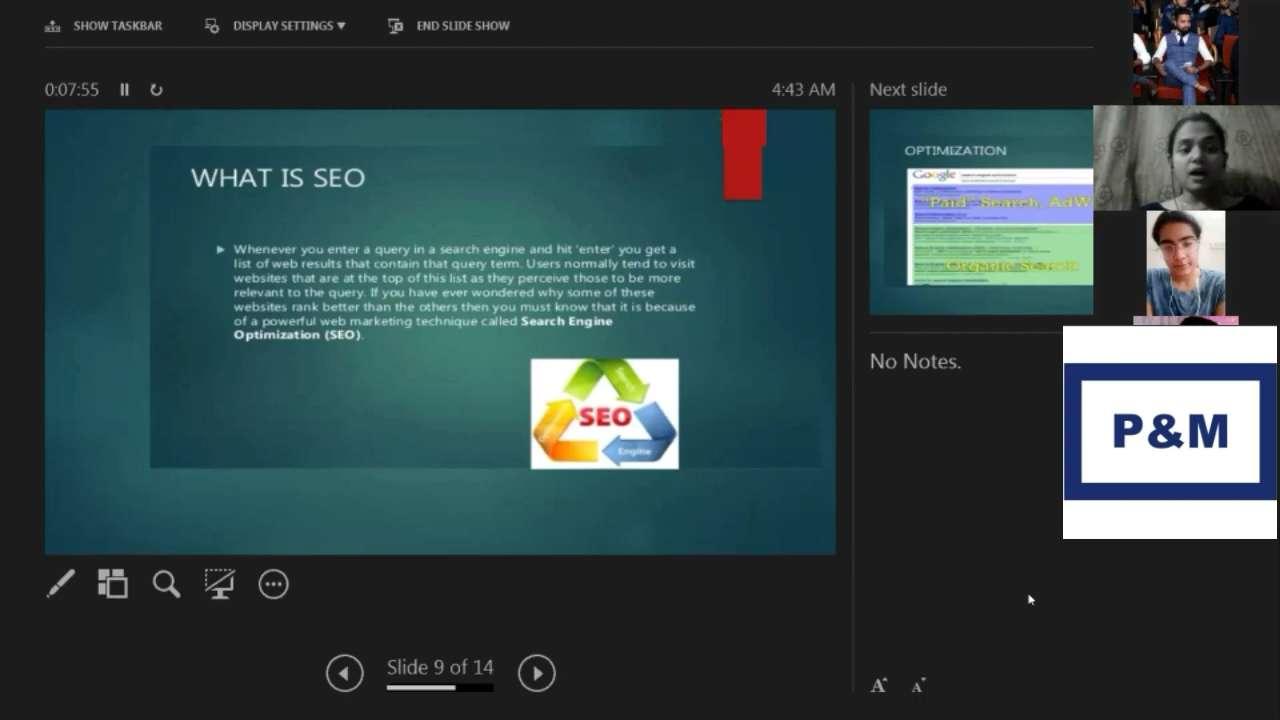 SHOW TASKBAR
DISPLAY SETTINGS ▼
END SLIDE SHOW
0:07:55
4:43 AM
Next slide
WHAT IS SEO
Whenever you enter a query in a search engine and hit 'enter' you get a
list of web results that contain that query term. Users normally tend to visit
websites that are at the top of this list as they perceive those to be more
relevant to the query. If you have ever wondered why some of these
websites rank better than the others then you must know that it is because
of a powerful web marketing technique called Search Engine
Optimization (SEO).
Search
SEO
Engine
OPTIMIZATION
Google
"Paid" Search, AdW
Organic Search
No Notes.
P&M
Slide 9 of 14
A
A